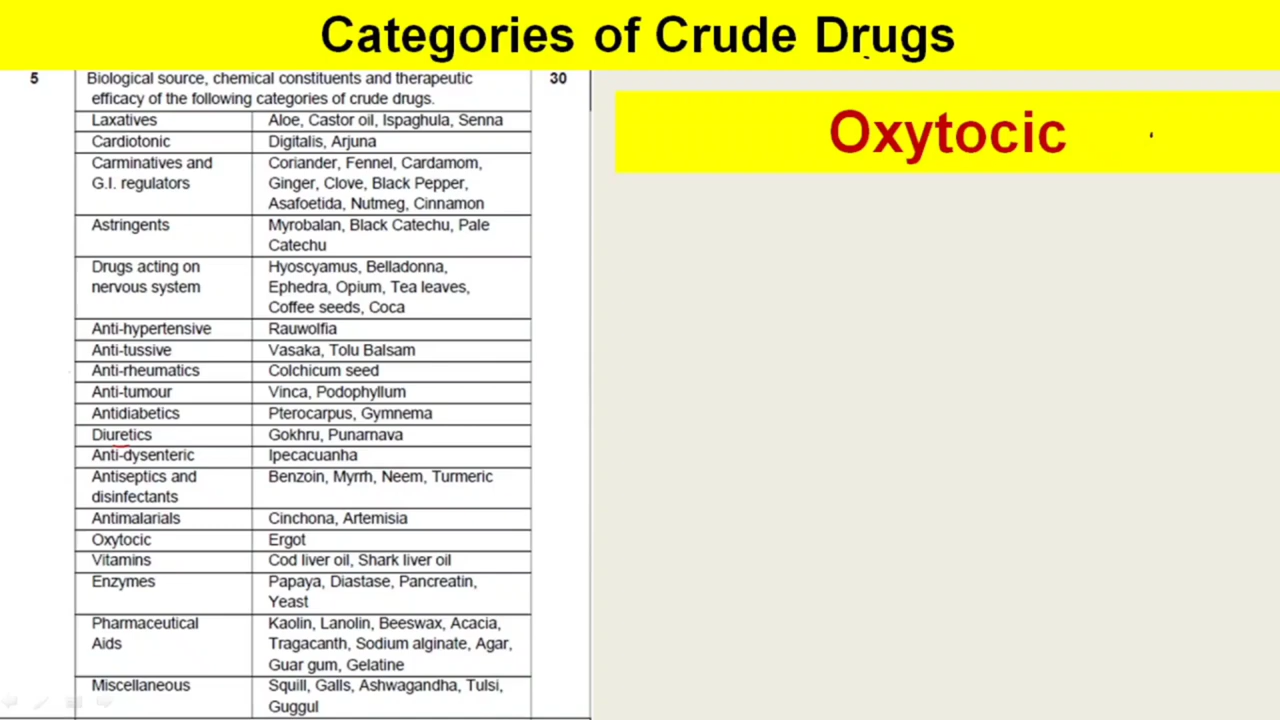 Categories of Crude Drugs
5 Biological source, chemical constituents and therapeutic 30
efficacy of the following categories of crude drugs.
Laxatives Aloe, Castor oil, Ispaghula, Senna
Cardiotonic Digitalis, Arjuna
Carminatives and Coriander, Fennel, Cardamom,
G.I. regulators Ginger, Clove, Black Pepper,
Asafoetida, Nutmeg, Cinnamon
Astringents Myrobalan, Black Catechu, Pale
Catechu
Drugs acting on Hyoscyamus, Belladonna,
nervous system Ephedra, Opium, Tea leaves,
Coffee seeds, Coca
Anti-hypertensive Rauwolfia
Anti-tussive Vasaka, Tolu Balsam
Anti-rheumatics Colchicum seed
Anti-tumour Vinca, Podophyllum
Antidiabetics Pterocarpus, Gymnema
Diuretics Gokhru, Punarnava
Anti-dysenteric Ipecacuanha
Antiseptics and Benzoin, Myrrh, Neem, Turmeric
disinfectants
Antimalarials Cinchona, Artemisia
Oxytocic Ergot
Vitamins Cod liver oil, Shark liver oil
Enzymes Papaya, Diastase, Pancreatin,
Yeast
Pharmaceutical Kaolin, Lanolin, Beeswax, Acacia,
Aids Tragacanth, Sodium alginate, Agar,
Guar gum, Gelatine
Miscellaneous Squill, Galls, Ashwagandha, Tulsi,
Guggul
Oxytocic